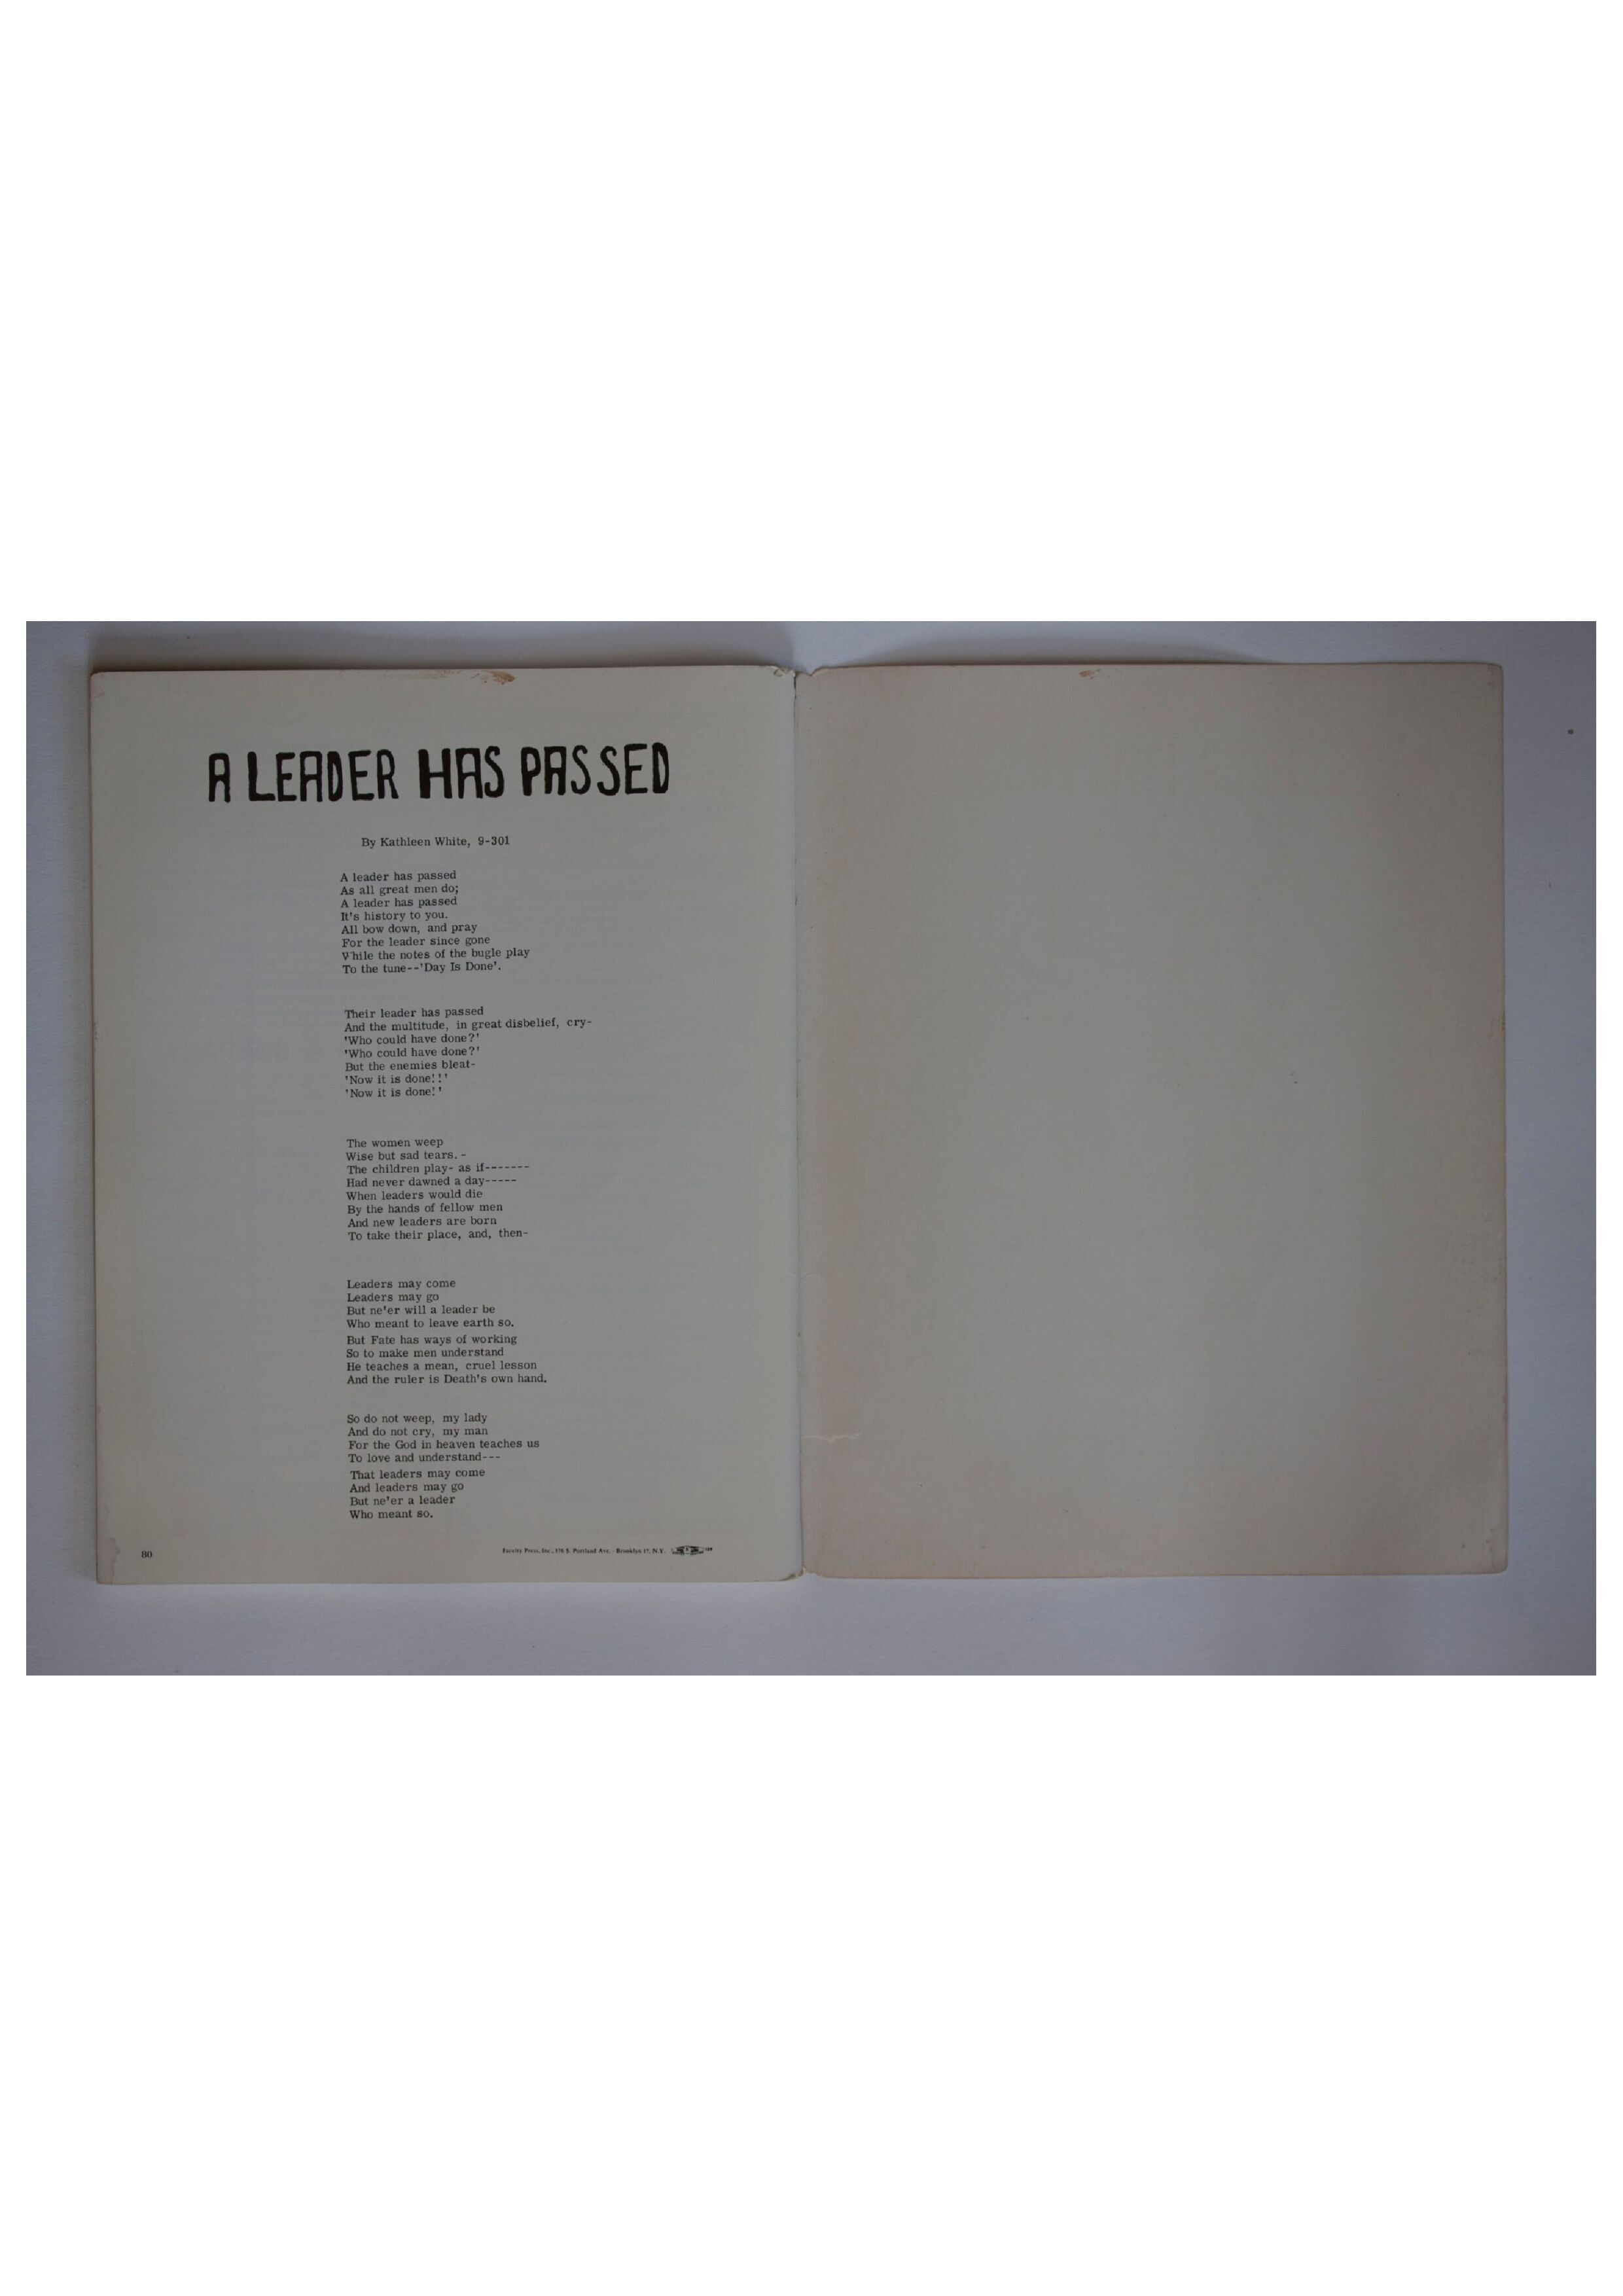 A LEADER HAS PASSED
By Kathleen White, 9-301
A leader has passed
As all great men do;
A leader has passed
It's history to you.
All bow down, and pray
For the leader since gone
While the notes of the bugle play
To the tune--'Day Is Done'.
Their leader has passed
And the multitude, in great disbelief, cry-
'Who could have done?'
'Who could have done?'
But the enemies bleat-
'Now it is done!!'
'Now it is done!'
The women weep
Wise but sad tears. -
The children play- as if-------
Had never dawned a day-----
When leaders would die
By the hands of fellow men
And new leaders are born
To take their place, and, then-
Leaders may come
Leaders may go
But ne'er will a leader be
Who meant to leave earth so.
But Fate has ways of working
So to make men understand
He teaches a mean, cruel lesson
And the ruler is Death's own hand.
So do not weep, my lady
And do not cry, my man
For the God in heaven teaches us
To love and understand---
That leaders may come
And leaders may go
But ne'er a leader
Who meant so.
80
Faculty Press, Inc., S. Portland Ave. - Brooklyn 17, N.Y.